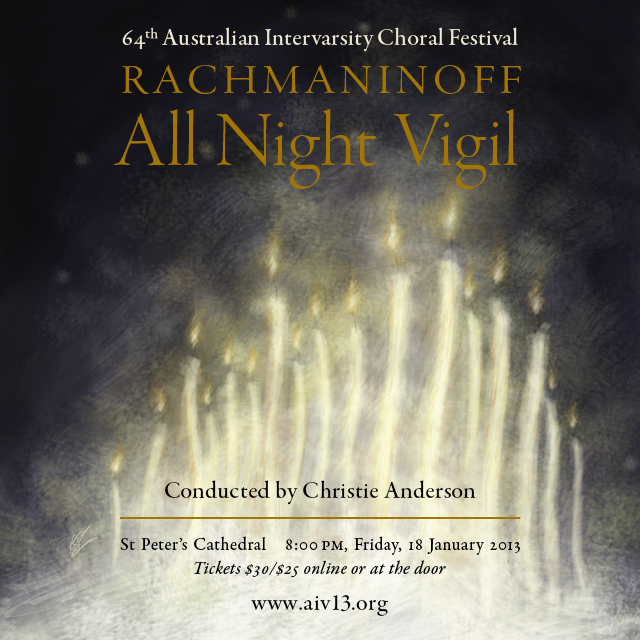 64th Australian Intervarsity Choral Festival
RACHMANINOFF
All Night Vigil
Conducted by Christie Anderson
St Peter's Cathedral 8:00 PM, Friday, 18 January 2013
Tickets $30/$25 online or at the door
www.aiv13.org